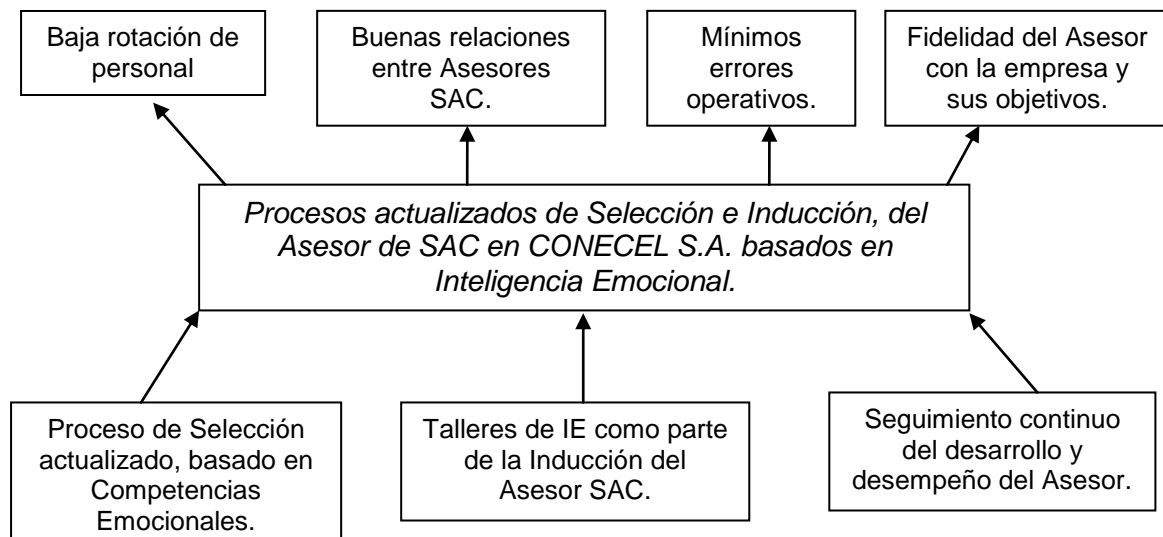 Baja rotación de
personal
Buenas relaciones
entre Asesores
SAC.
Mínimos
errores
operativos.
Fidelidad del Asesor
con la empresa y
sus objetivos.
Procesos actualizados de Selección e Inducción, del
Asesor de SAC en CONECEL S.A. basados en
Inteligencia Emocional.
Proceso de Selección
actualizado, basado en
Competencias
Emocionales.
Talleres de IE como parte
de la Inducción del
Asesor SAC.
Seguimiento continuo
del desarrollo y
desempeño del Asesor.